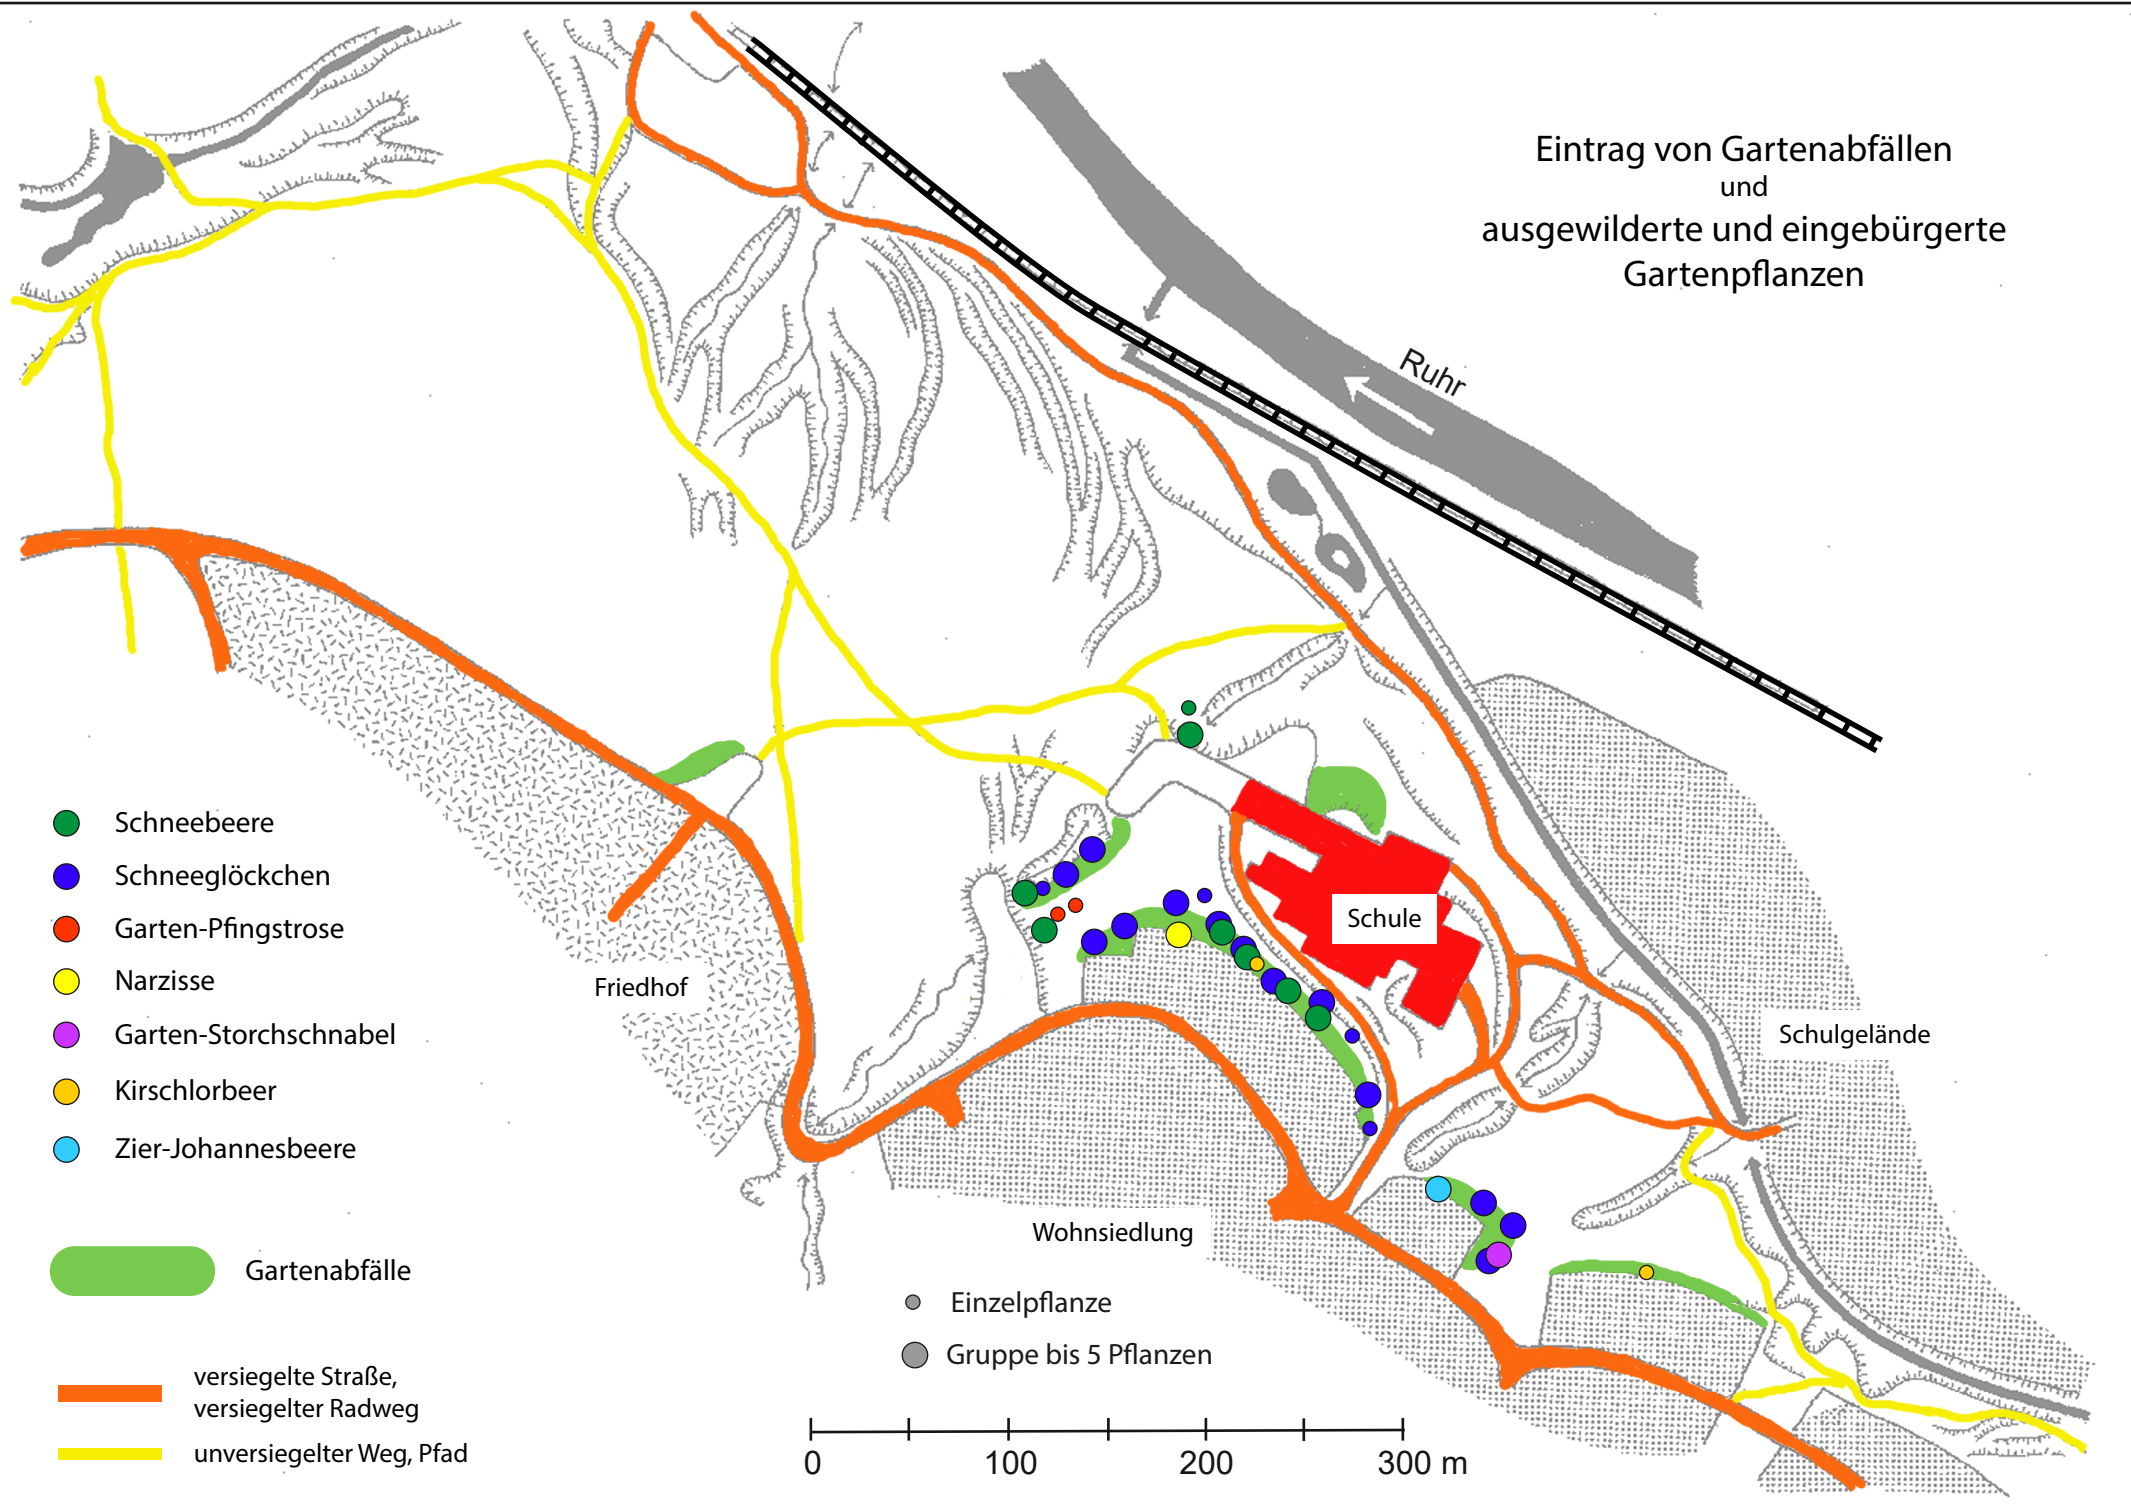 Eintrag von Gartenabfällen
und
ausgewilderte und eingebürgerte
Gartenpflanzen
Ruhr
Schule
Schulgelände
Friedhof
Wohnsiedlung
Schneebeere
Schneeglöckchen
Garten-Pfingstrose
Narzisse
Garten-Storchschnabel
Kirschlorbeer
Zier-Johannesbeere
Gartenabfälle
versiegelte Straße,
versiegelter Radweg
unversiegelter Weg, Pfad
Einzelpflanze
Gruppe bis 5 Pflanzen
0 100 200 300 m